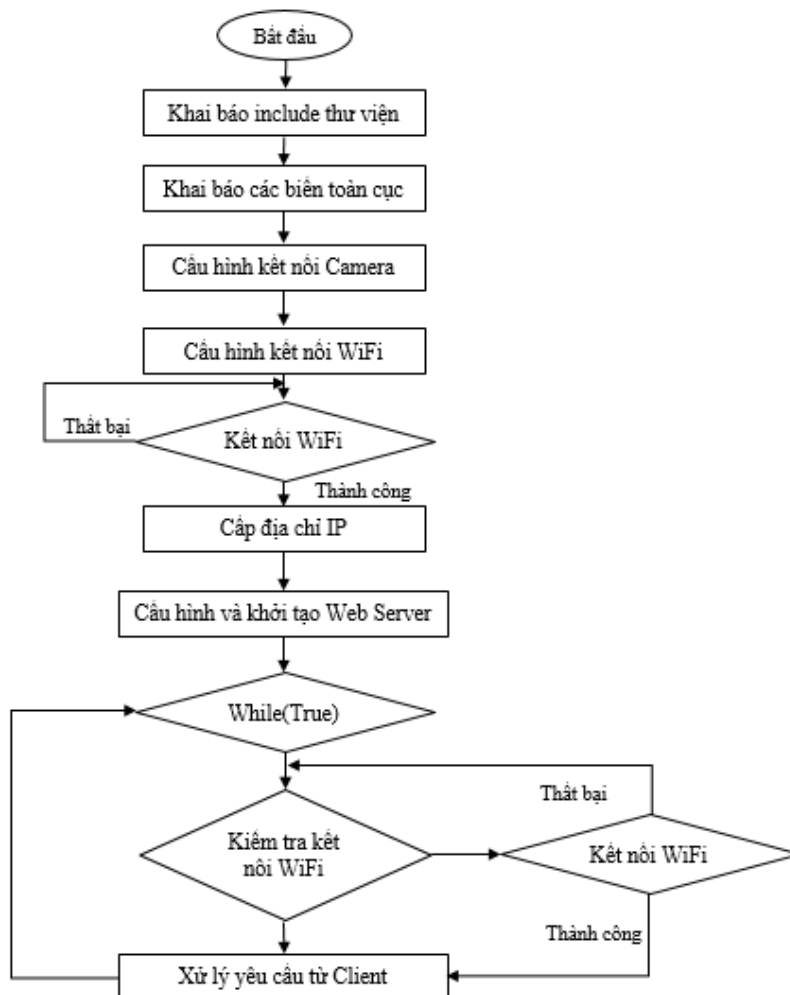 Bắt đầu
Khai báo include thư viện
Khai báo các biến toàn cục
Cấu hình kết nối Camera
Cấu hình kết nối WiFi
Thất bại
Kết nối WiFi
Thành công
Cấp địa chỉ IP
Cấu hình và khởi tạo Web Server
While(True)
Thất bại
Kiểm tra kết
nối WiFi
Kết nối WiFi
Thành công
Xử lý yêu cầu từ Client